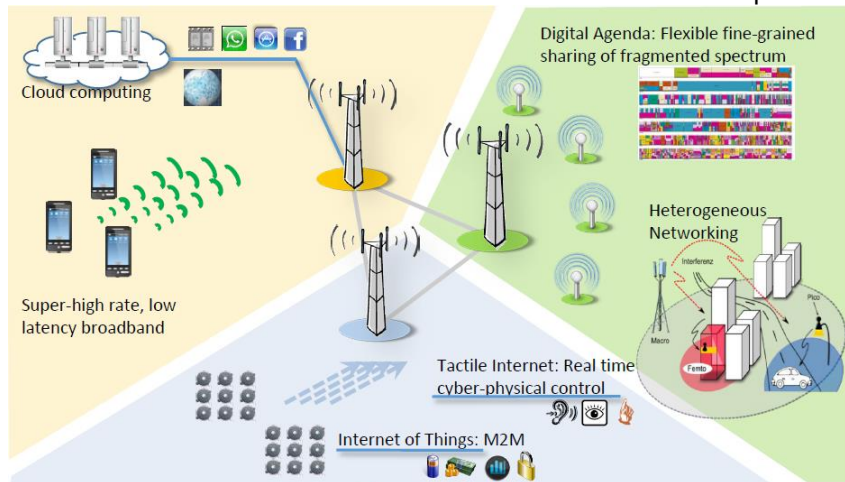 Cloud computing
Super-high rate, low
latency broadband
Digital Agenda: Flexible fine-grained
sharing of fragmented spectrum
Heterogeneous
Networking
Interferenz
Macro
Pico
Femto
Tactile Internet: Real time
cyber-physical control
Internet of Things: M2M